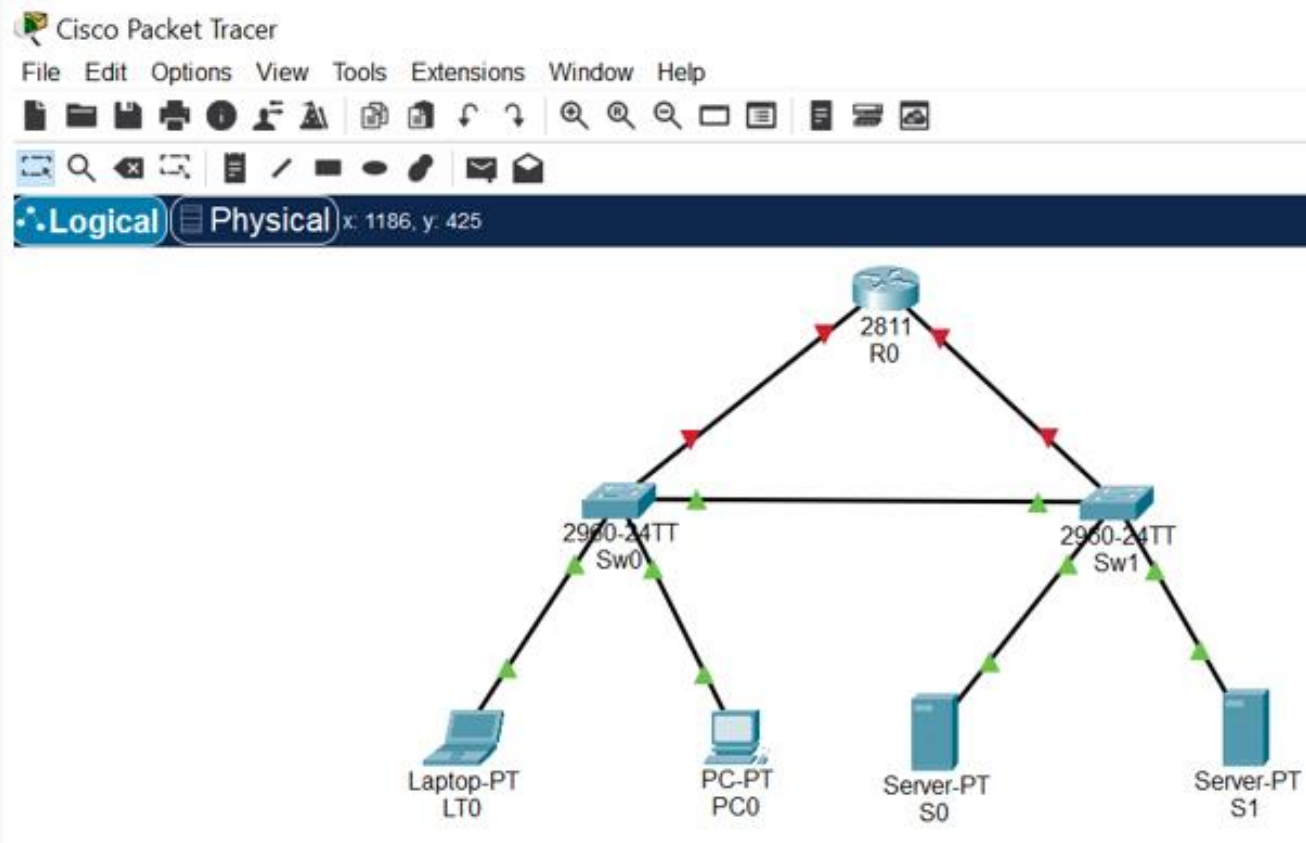 Cisco Packet Tracer
File Edit Options View Tools Extensions Window Help
Logical Physical x: 1186, y: 425
2811
R0
2960-24TT
Sw0
2960-24TT
Sw1
Laptop-PT
LT0
PC-PT
PC0
Server-PT
S0
Server-PT
S1